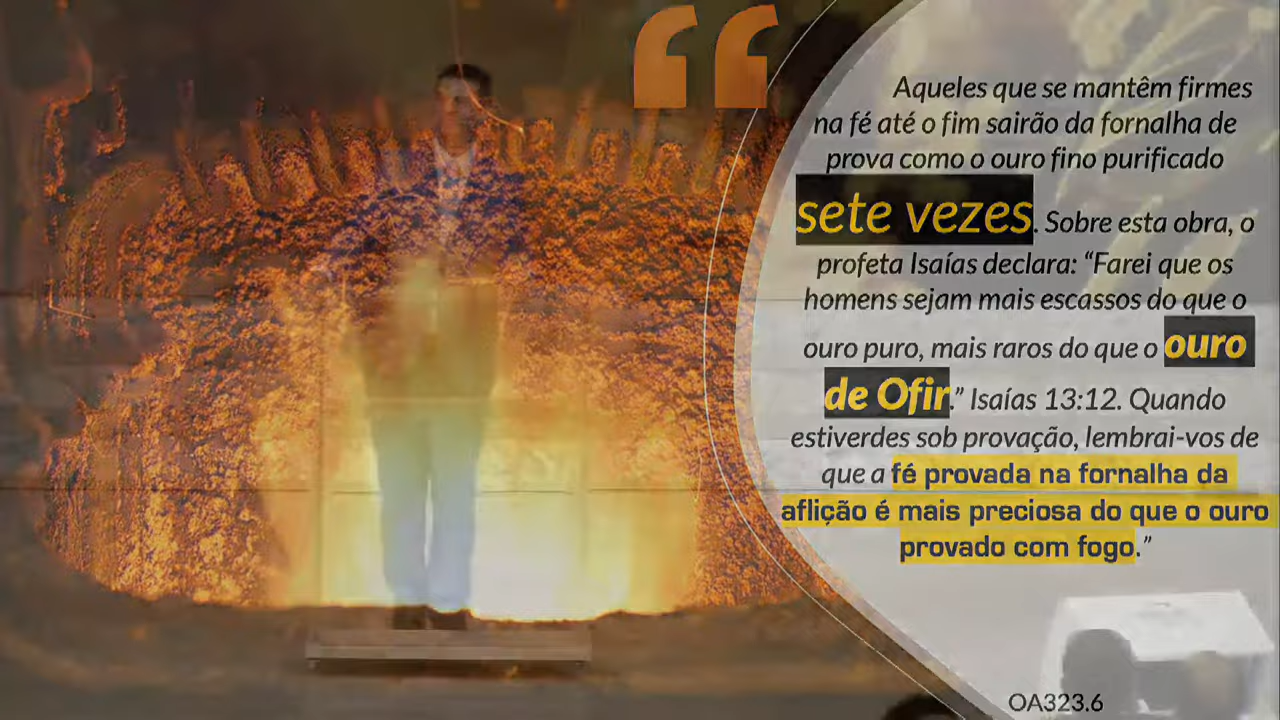 “
Aqueles que se mantêm firmes
na fé até o fim sairão da fornalha de
prova como o ouro fino purificado
sete vezes. Sobre esta obra, o
profeta Isaías declara: “Farei que os
homens sejam mais escassos do que o
ouro puro, mais raros do que o ouro
de Ofir.” Isaías 13:12. Quando
estiverdes sob provação, lembrai-vos de
que a fé provada na fornalha da
aflição é mais preciosa do que o ouro
provado com fogo.”
OA323.6